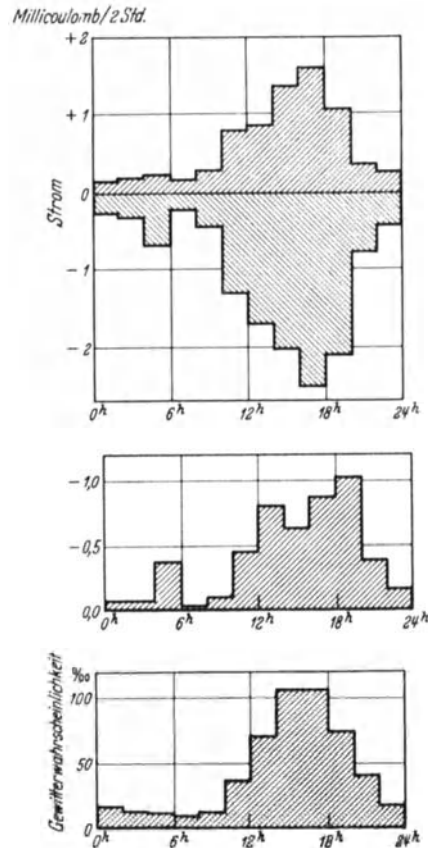 Millicoulomb/2 Std.
+2
+1
0
-1
-2
Strom
0ʰ 6ʰ 12ʰ 18ʰ 24ʰ
-1,0
-0,5
0,0
0ʰ 6ʰ 12ʰ 18ʰ 24ʰ
‰
100
50
0
Gewitterwahrscheinlichkeit
0ʰ 6ʰ 12ʰ 18ʰ 24ʰ